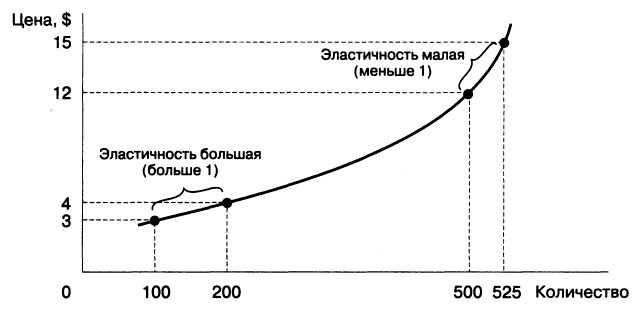 Цена, $
15
Эластичность малая
(меньше 1)
12
Эластичность большая
(больше 1)
4
3
0 100 200 500 525 Количество